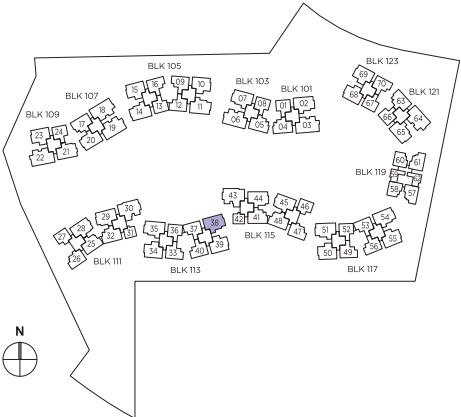 BLK 105
09 10
12 11
15 16
14 13
BLK 107
17 18
20 19
BLK 109
23 24
22 21
BLK 103
07 08
06 05
BLK 101
01 02
04 03
BLK 123
69 70
68 67
BLK 121
63
66 64
65
BLK 119
60 61
59 62
58 57
29 30
32 31
27 28
26 25
BLK 111
35 36
34 33
37 38
40 39
BLK 113
43 44
42 41
45 46
48 47
BLK 115
51 52
50 49
53 54
56 55
BLK 117
N